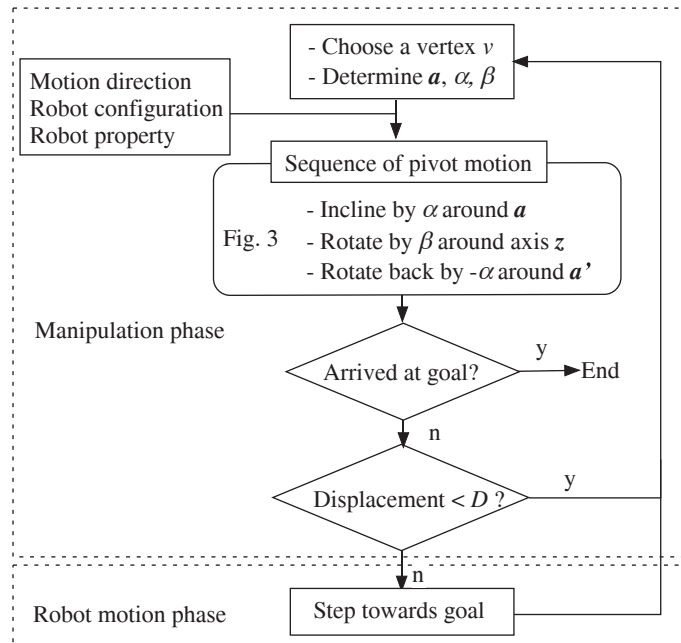 - Choose a vertex v
- Determine a, α, β
Motion direction
Robot configuration
Robot property
Sequence of pivot motion
Fig. 3
- Incline by α around a
- Rotate by β around axis z
- Rotate back by -α around a’
Manipulation phase
Arrived at goal?
y
End
n
Displacement < D ?
y
n
Robot motion phase
Step towards goal